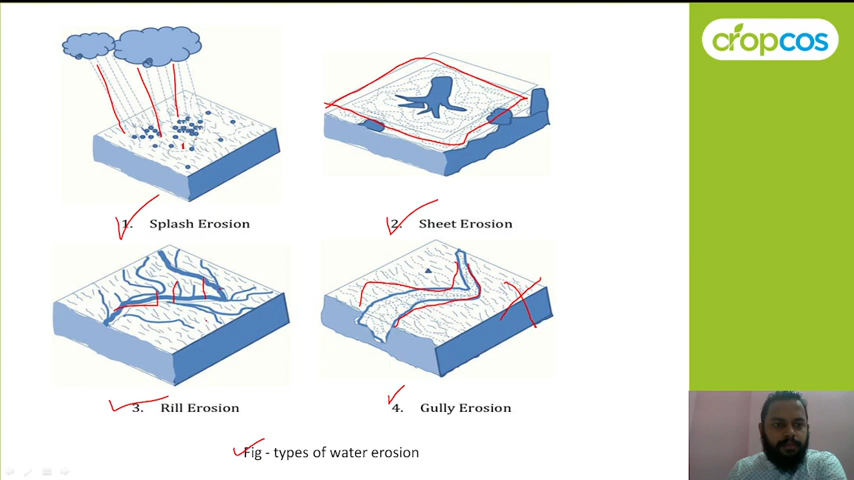 cropcos
1. Splash Erosion
2. Sheet Erosion
3. Rill Erosion
4. Gully Erosion
Fig - types of water erosion